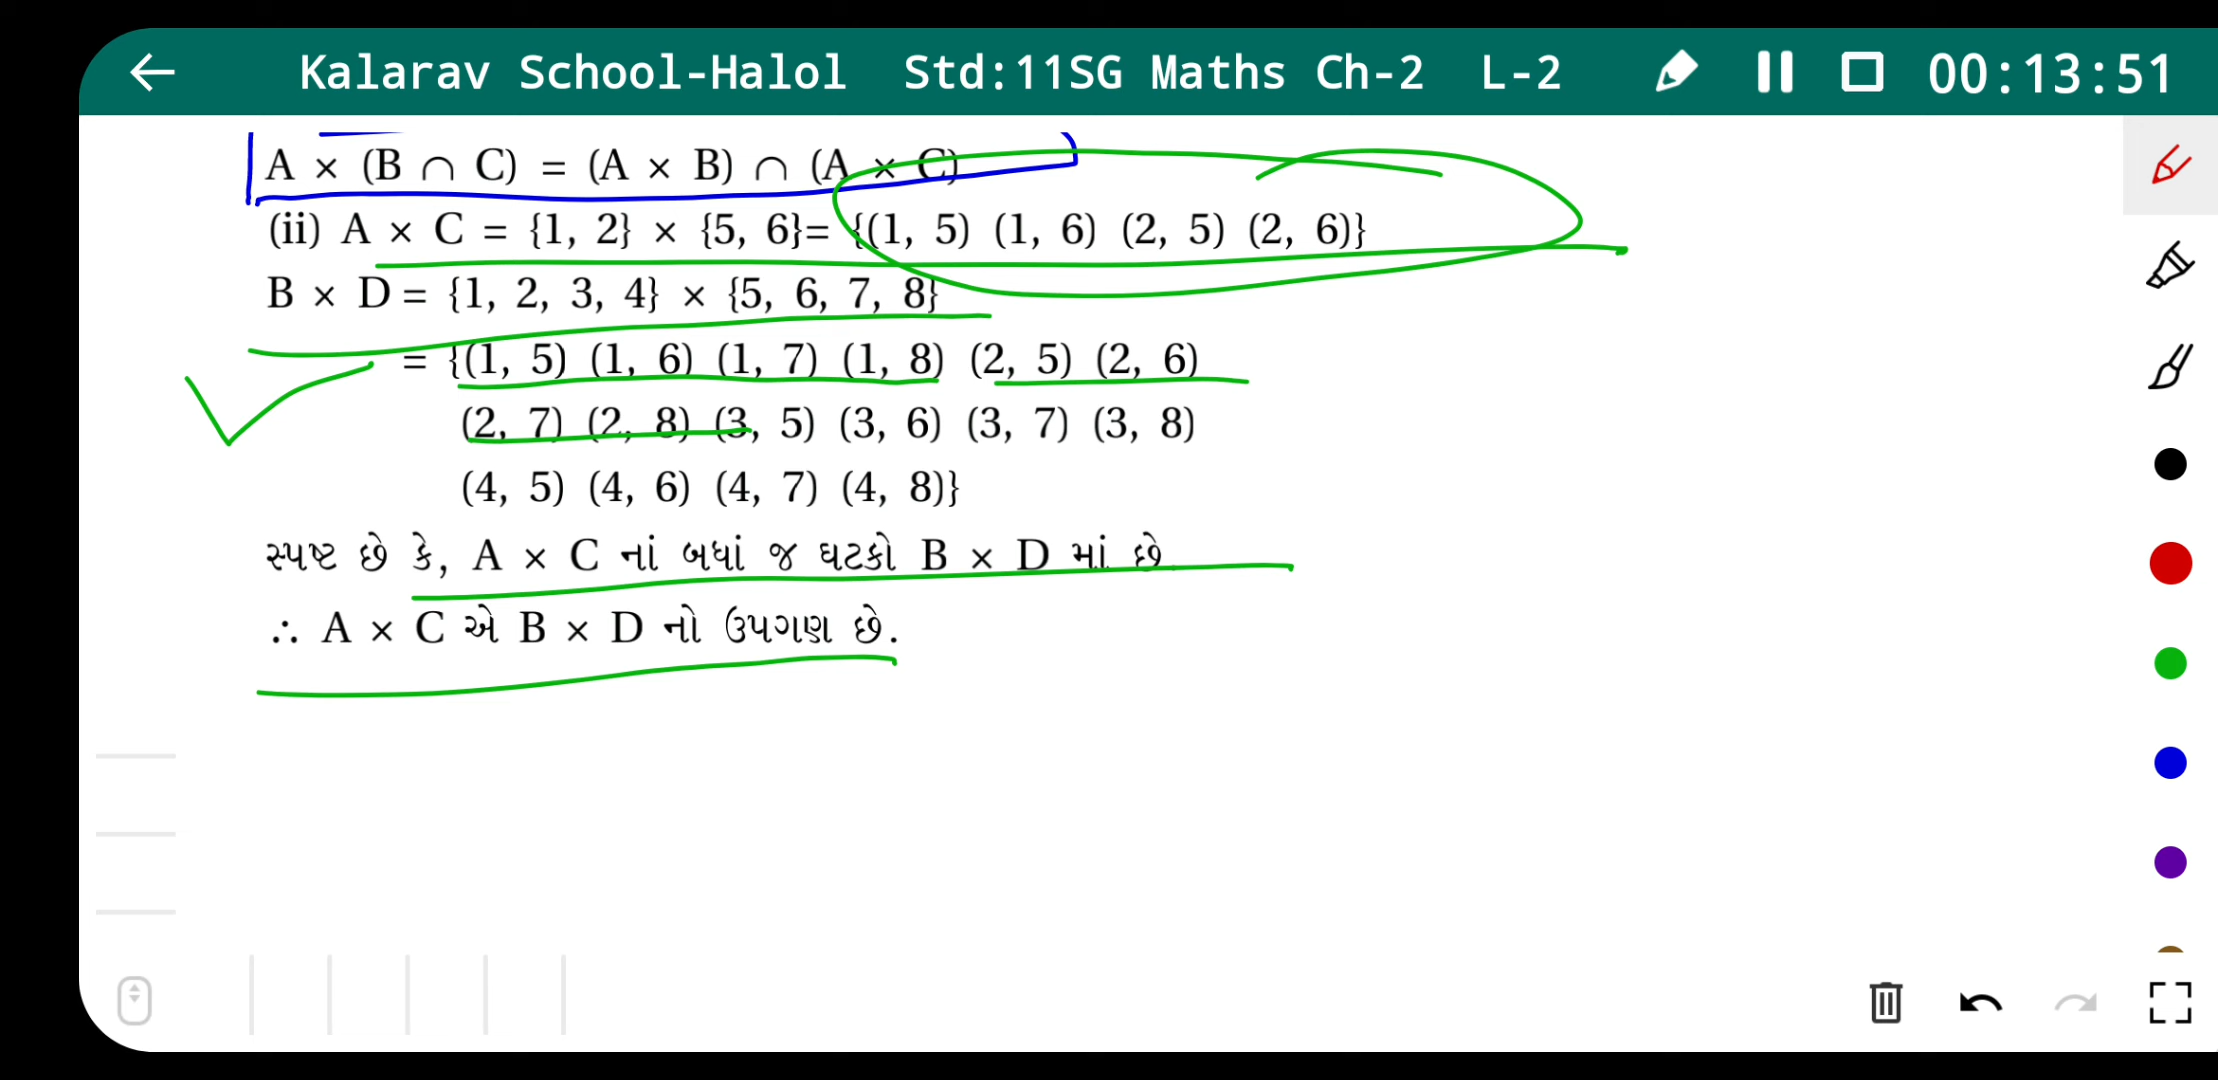 Kalarav School-Halol Std:11SG Maths Ch-2 L-2 00:13:51
A × (B ∩ C) = (A × B) ∩ (A × C)
(ii) A × C = {1, 2} × {5, 6}= {(1, 5) (1, 6) (2, 5) (2, 6)}
B × D = {1, 2, 3, 4} × {5, 6, 7, 8}
= {(1, 5) (1, 6) (1, 7) (1, 8) (2, 5) (2, 6)
(2, 7) (2, 8) (3, 5) (3, 6) (3, 7) (3, 8)
(4, 5) (4, 6) (4, 7) (4, 8)}
સ્પષ્ટ છે કે, A × C નાં બધાં જ ઘટકો B × D માં છે.
∴ A × C એ B × D નો ઉપગણ છે.